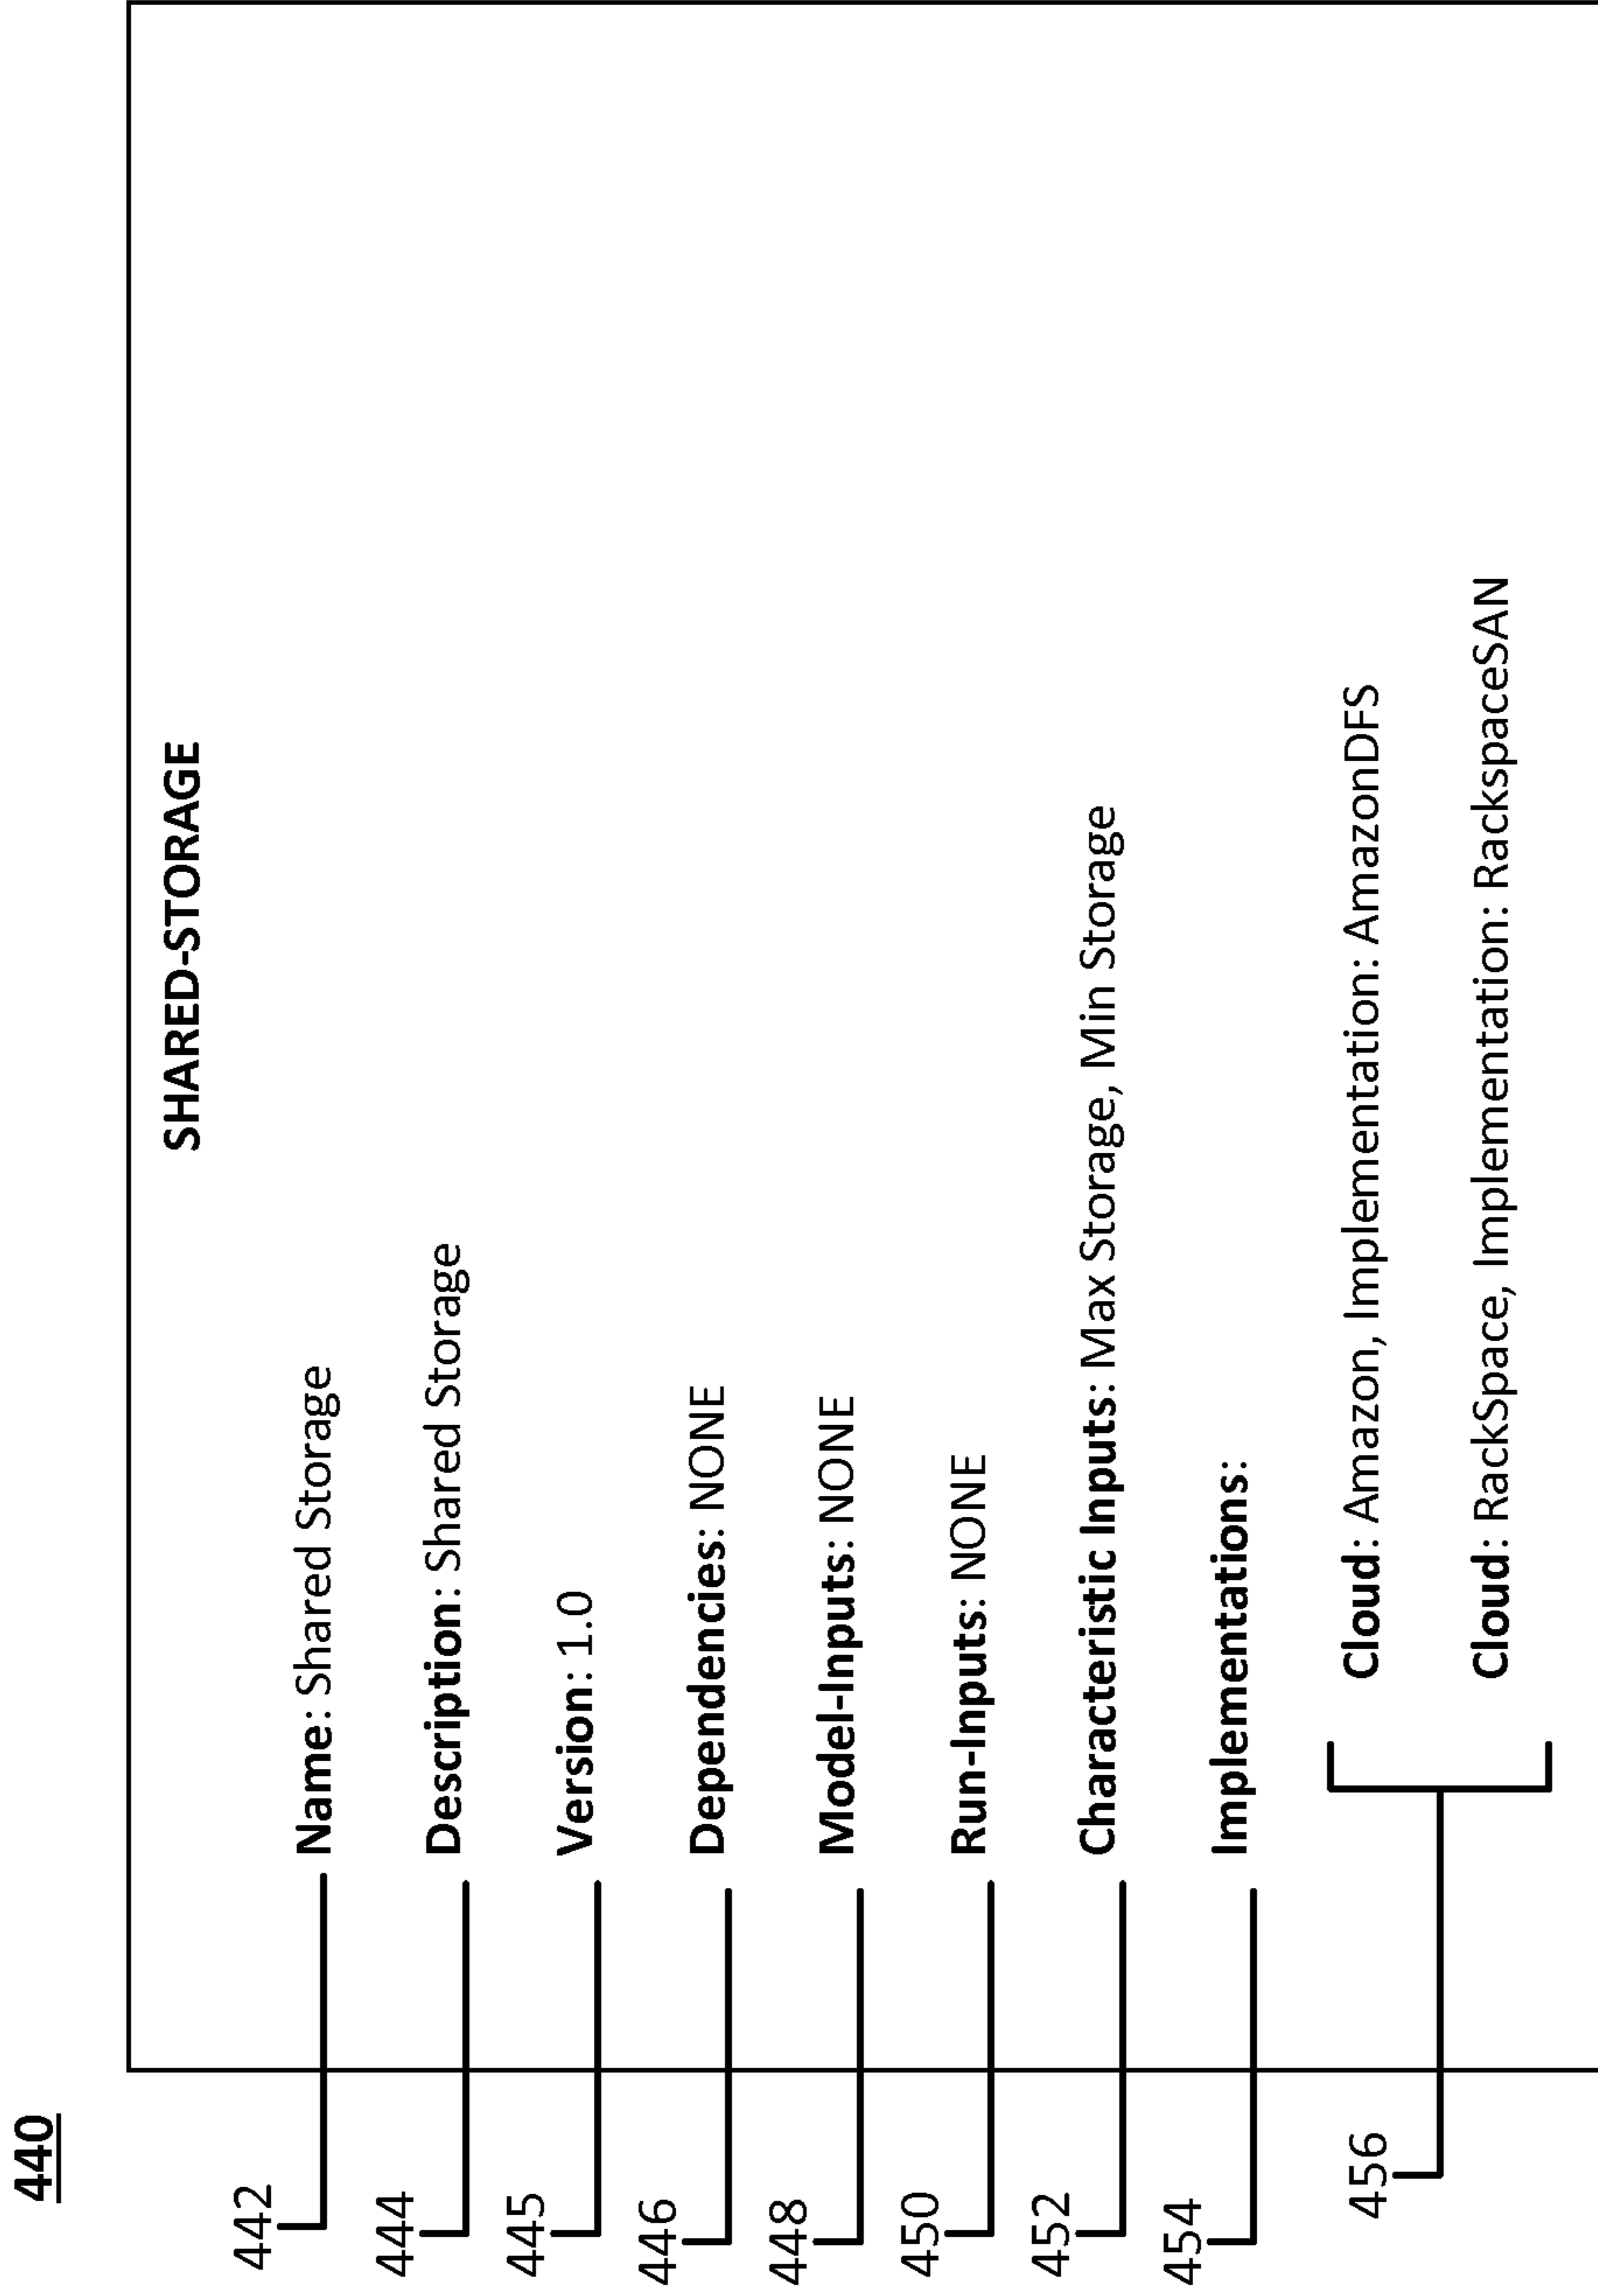 440
SHARED-STORAGE
442 Name: Shared Storage
444 Description: Shared Storage
445 Version: 1.0
446 Dependencies: NONE
448 Model-Inputs: NONE
450 Run-Inputs: NONE
452 Characteristic Inputs: Max Storage, Min Storage
454 Implementations:
Cloud: Amazon, Implementation: AmazonDFS
456
Cloud: RackSpace, Implementation: RackspaceSAN